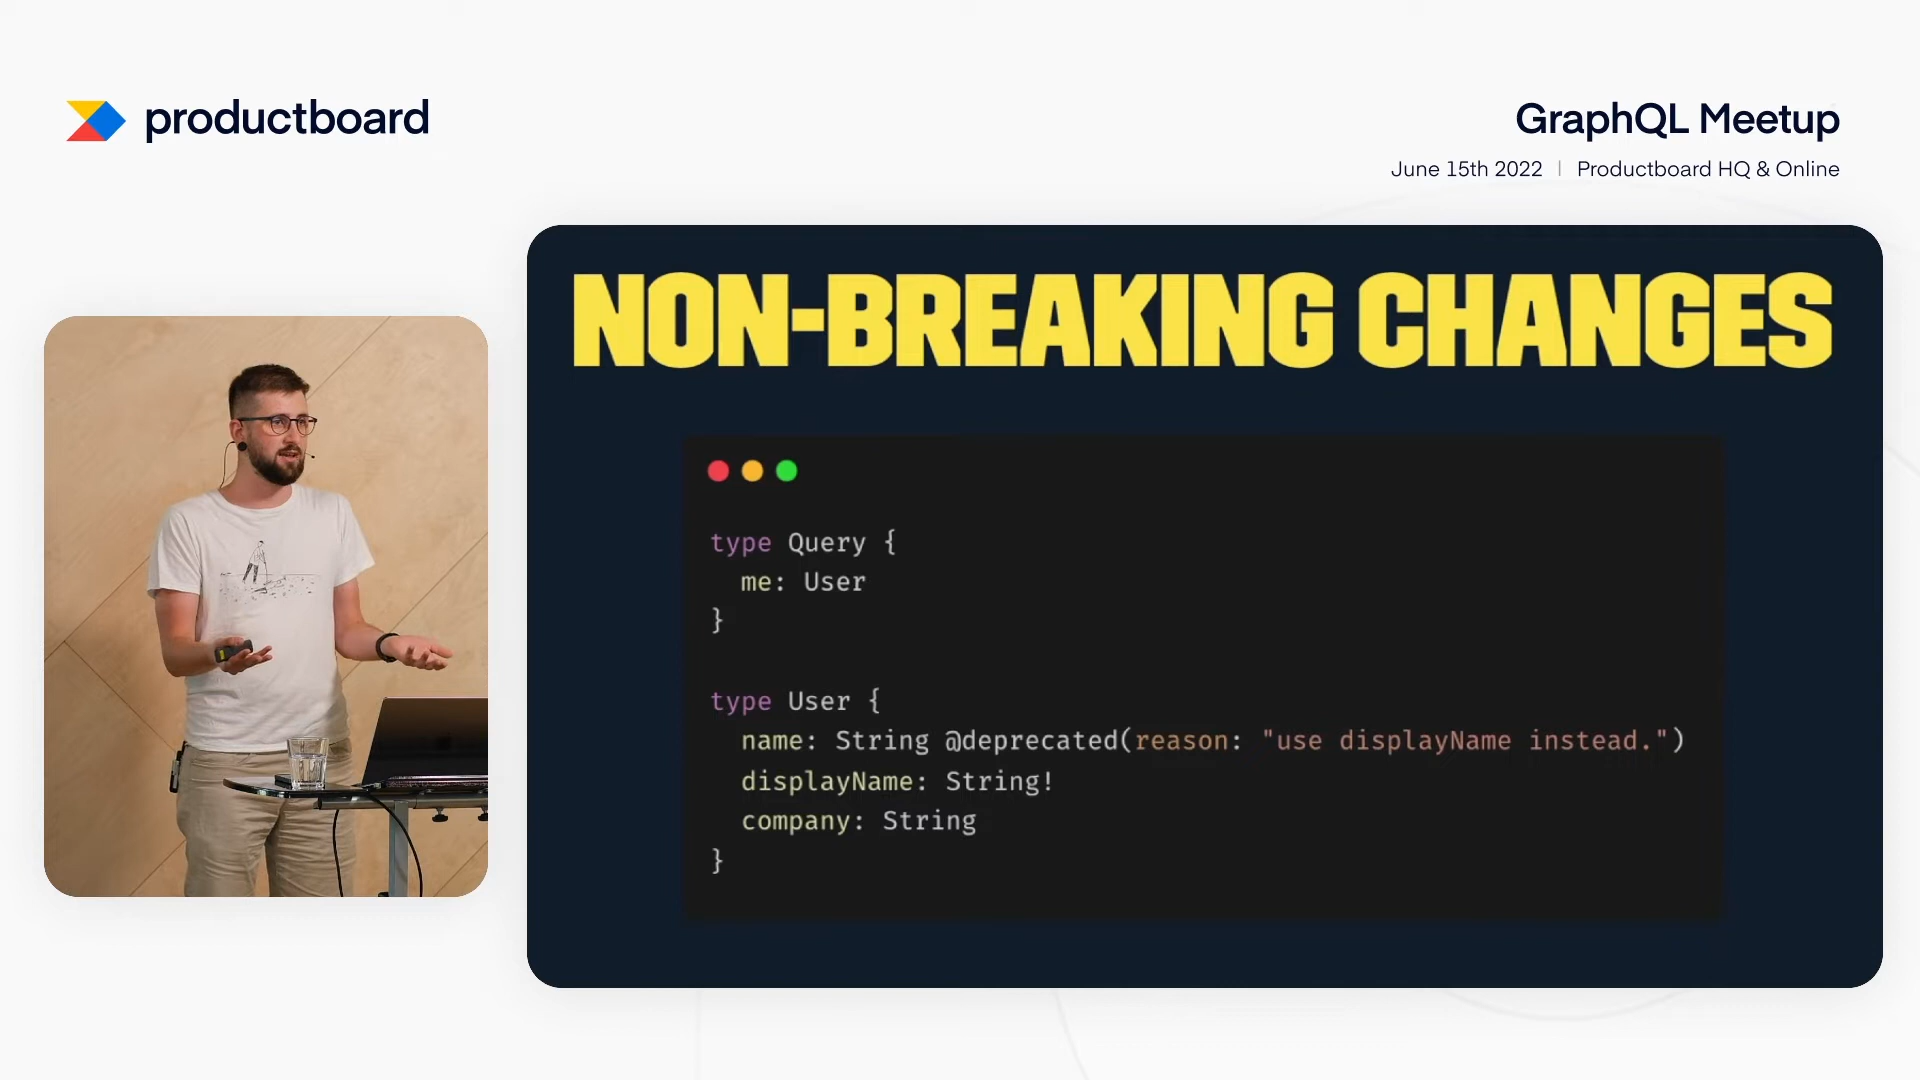 productboard
GraphQL Meetup
June 15th 2022 | Productboard HQ & Online
NON-BREAKING CHANGES
type Query {
  me: User
}
type User {
  name: String @deprecated(reason: "use displayName instead.")
  displayName: String!
  company: String
}